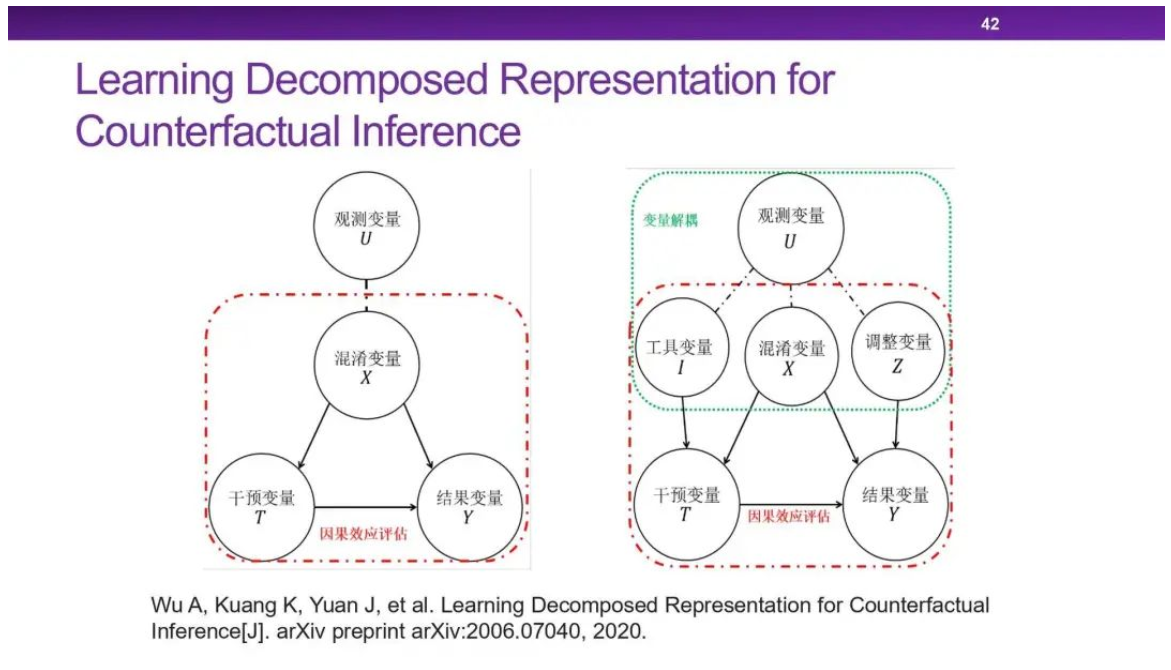 42
Learning Decomposed Representation for
Counterfactual Inference
观测变量
U
混淆变量
X
干预变量
T
结果变量
Y
因果效应评估
变量解耦
观测变量
U
工具变量
I
混淆变量
X
调整变量
Z
干预变量
T
结果变量
Y
因果效应评估
Wu A, Kuang K, Yuan J, et al. Learning Decomposed Representation for Counterfactual
Inference[J]. arXiv preprint arXiv:2006.07040, 2020.